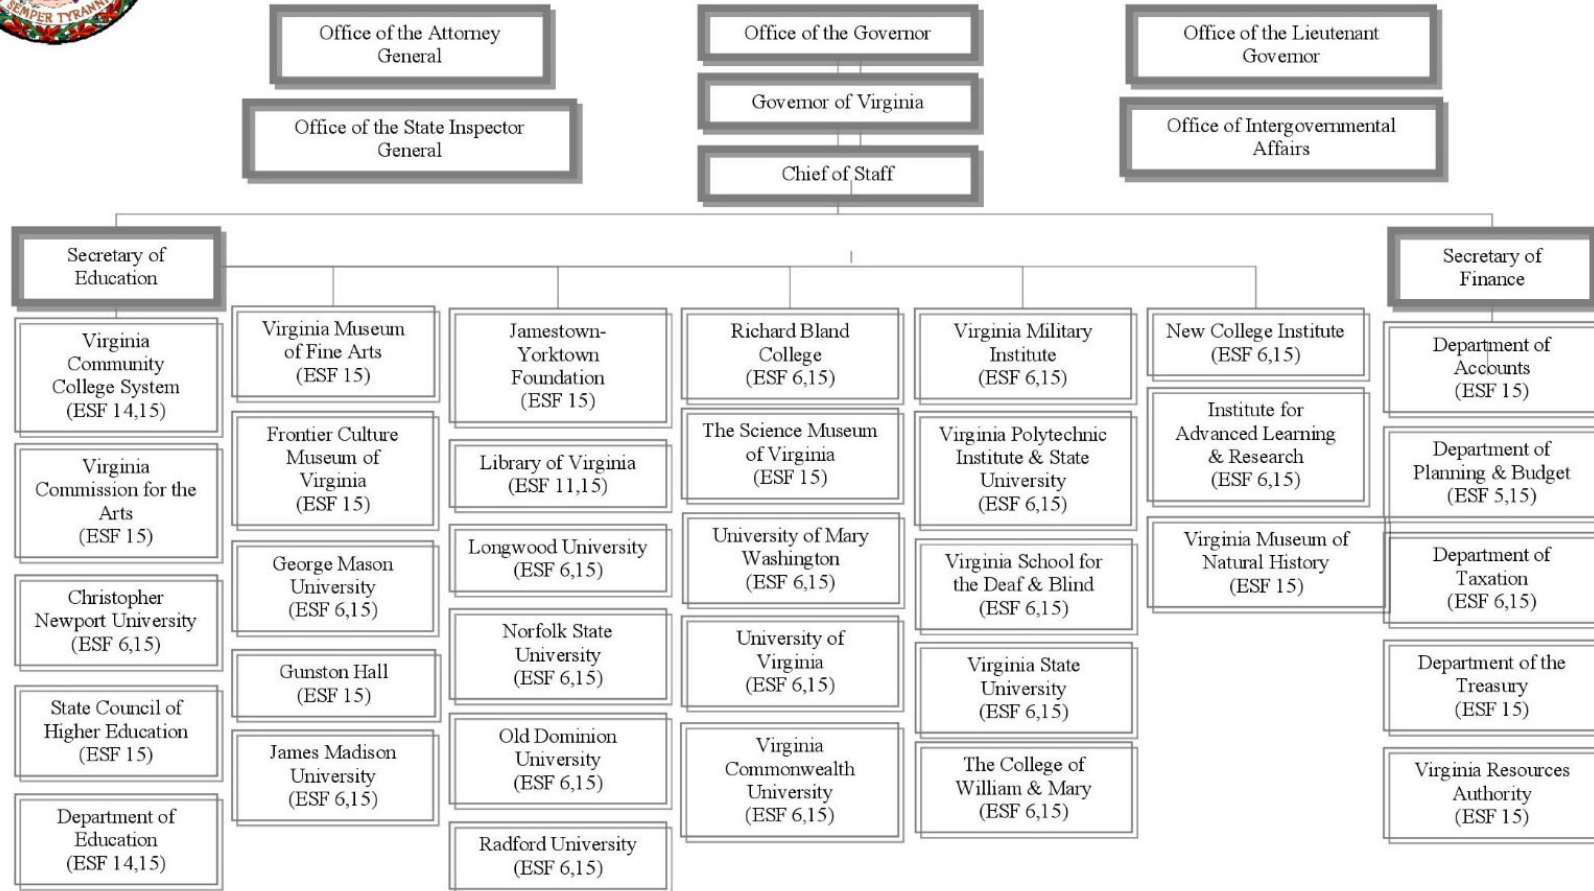 SEMPER TYRANN
Office of the Attorney
General
Office of the Governor
Office of the Lieutenant
Governor
Office of the State Inspector
General
Governor of Virginia
Office of Intergovernmental
Affairs
Chief of Staff
Secretary of
Education
Secretary of
Finance
Virginia
Community
College System
(ESF 14,15)
Virginia
Commission for the
Arts
(ESF 15)
Christopher
Newport University
(ESF 6,15)
State Council of
Higher Education
(ESF 15)
Department of
Education
(ESF 14,15)
Virginia Museum
of Fine Arts
(ESF 15)
Frontier Culture
Museum of
Virginia
(ESF 15)
George Mason
University
(ESF 6,15)
Gunston Hall
(ESF 15)
James Madison
University
(ESF 6,15)
Jamestown-
Yorktown
Foundation
(ESF 15)
Library of Virginia
(ESF 11,15)
Longwood University
(ESF 6,15)
Norfolk State
University
(ESF 6,15)
Old Dominion
University
(ESF 6,15)
Radford University
(ESF 6,15)
Richard Bland
College
(ESF 6,15)
The Science Museum
of Virginia
(ESF 15)
University of Mary
Washington
(ESF 6,15)
University of
Virginia
(ESF 6,15)
Virginia
Commonwealth
University
(ESF 6,15)
Virginia Military
Institute
(ESF 6,15)
Virginia Polytechnic
Institute & State
University
(ESF 6,15)
Virginia School for
the Deaf & Blind
(ESF 6,15)
Virginia State
University
(ESF 6,15)
The College of
William & Mary
(ESF 6,15)
New College Institute
(ESF 6,15)
Institute for
Advanced Learning
& Research
(ESF 6,15)
Virginia Museum of
Natural History
(ESF 15)
Department of
Accounts
(ESF 15)
Department of
Planning & Budget
(ESF 5,15)
Department of
Taxation
(ESF 6,15)
Department of the
Treasury
(ESF 15)
Virginia Resources
Authority
(ESF 15)